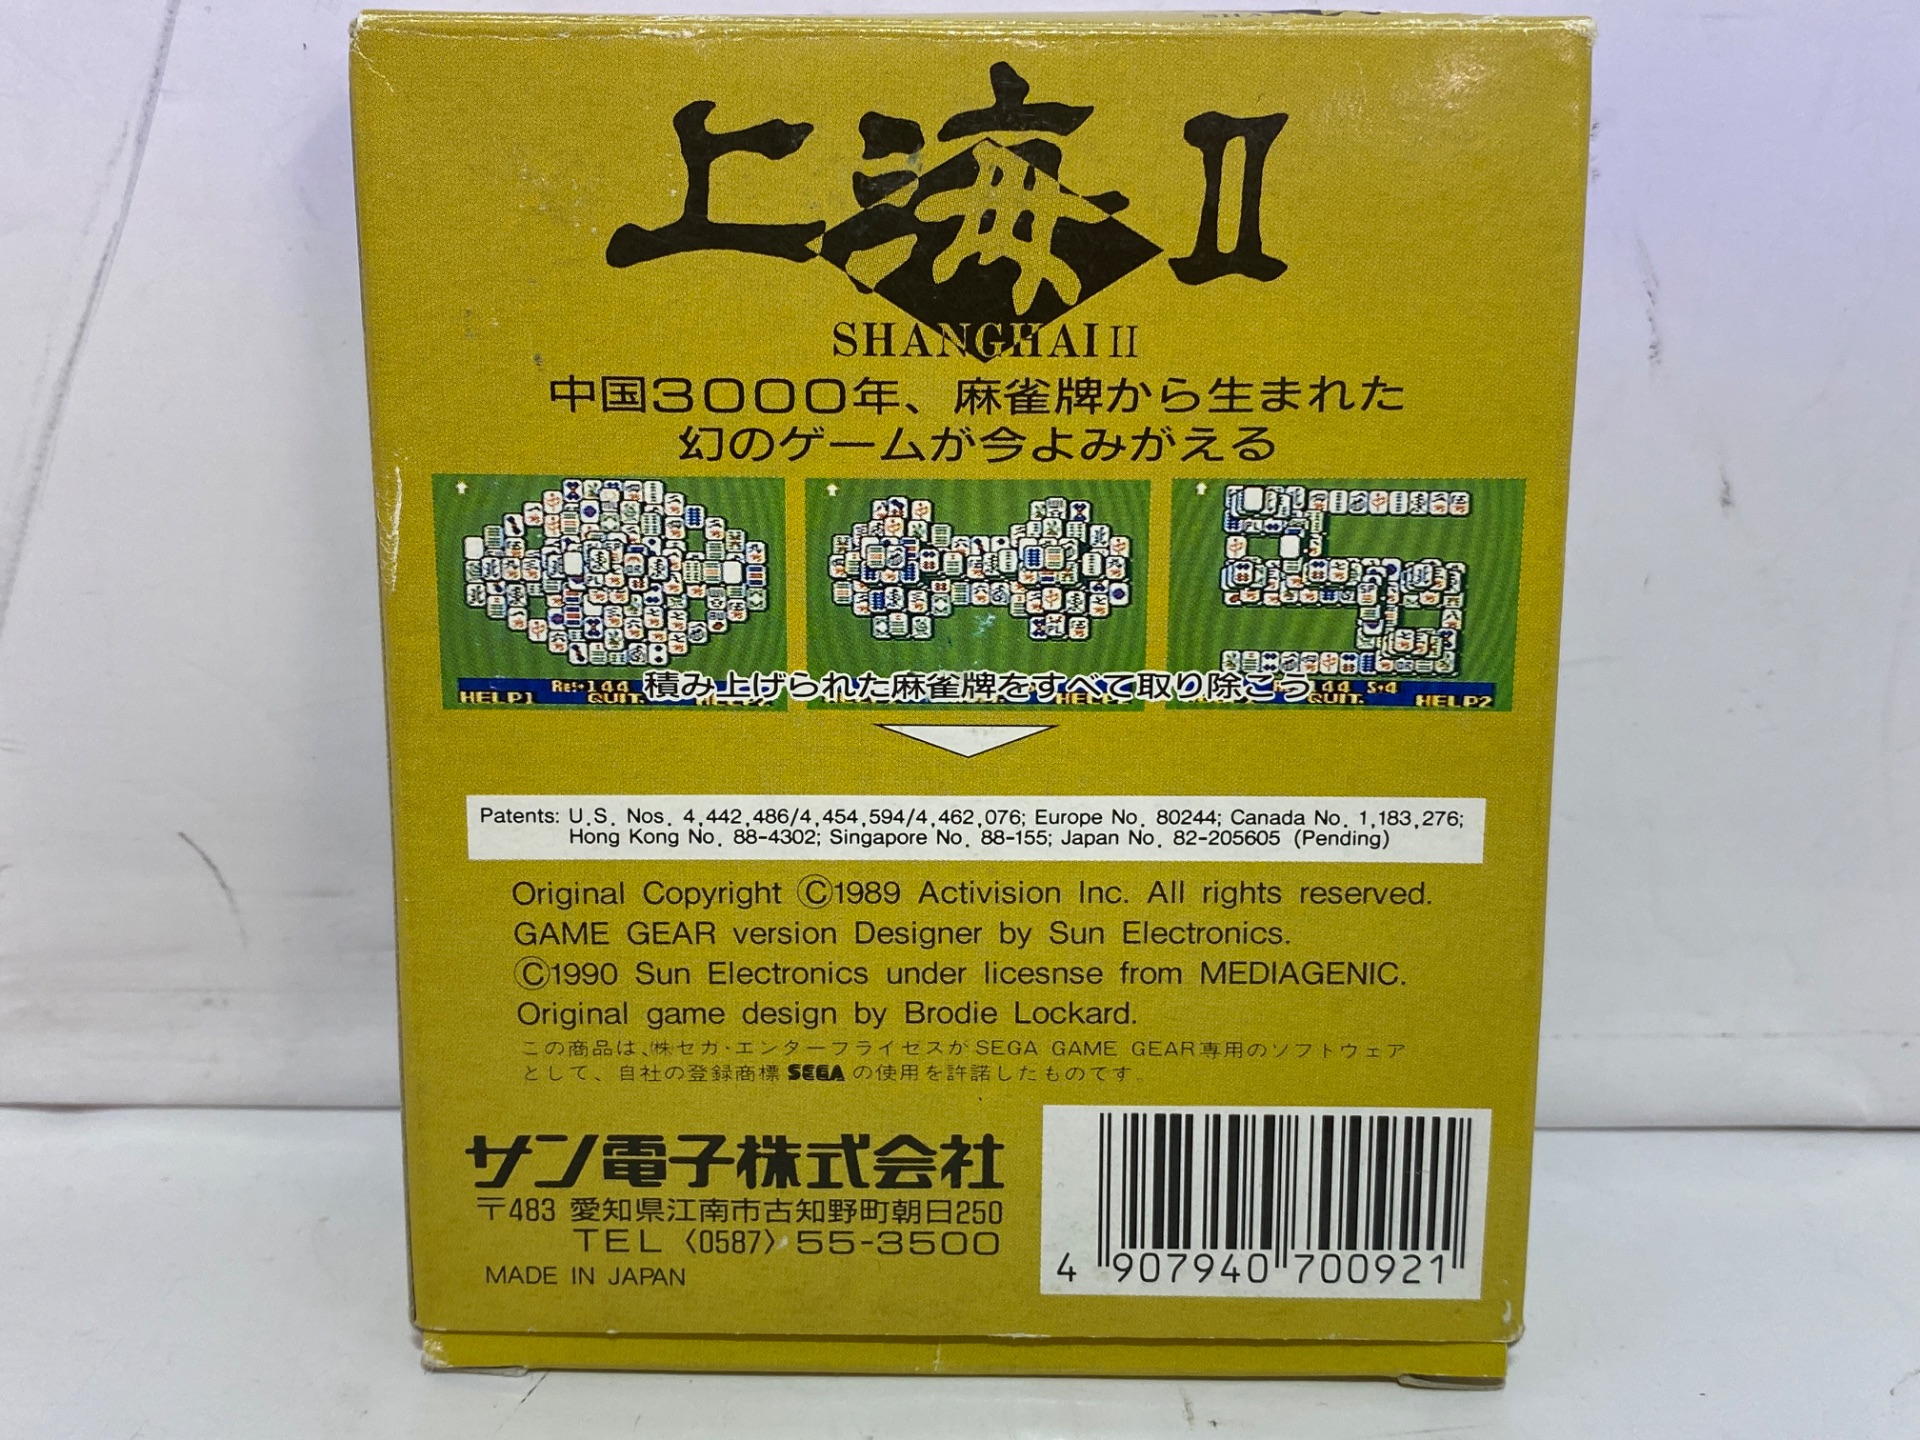 上海II
SHANGHAI II
中国3000年、麻雀牌から生まれた
幻のゲームが今よみがえる
積み上げられた麻雀牌をすべて取り除こう
HELP1 QUIT.
QUIT. HELP2
Patents: U.S. Nos. 4,442,486/4,454,594/4,462,076; Europe No. 80244; Canada No. 1,183,276;
Hong Kong No. 88-4302; Singapore No. 88-155; Japan No. 82-205605 (Pending)
Original Copyright Ⓒ1989 Activision Inc. All rights reserved.
GAME GEAR version Designer by Sun Electronics.
Ⓒ1990 Sun Electronics under licesnse from MEDIAGENIC.
Original game design by Brodie Lockard.
この商品は、㈱セガ・エンタープライゼスがSEGA GAME GEAR専用のソフトウェア
として、自社の登録商標 SEGA の使用を許諾したものです。
サン電子株式会社
〒483 愛知県江南市古知野町朝日250
TEL〈0587〉55-3500
MADE IN JAPAN
4 907940 700921